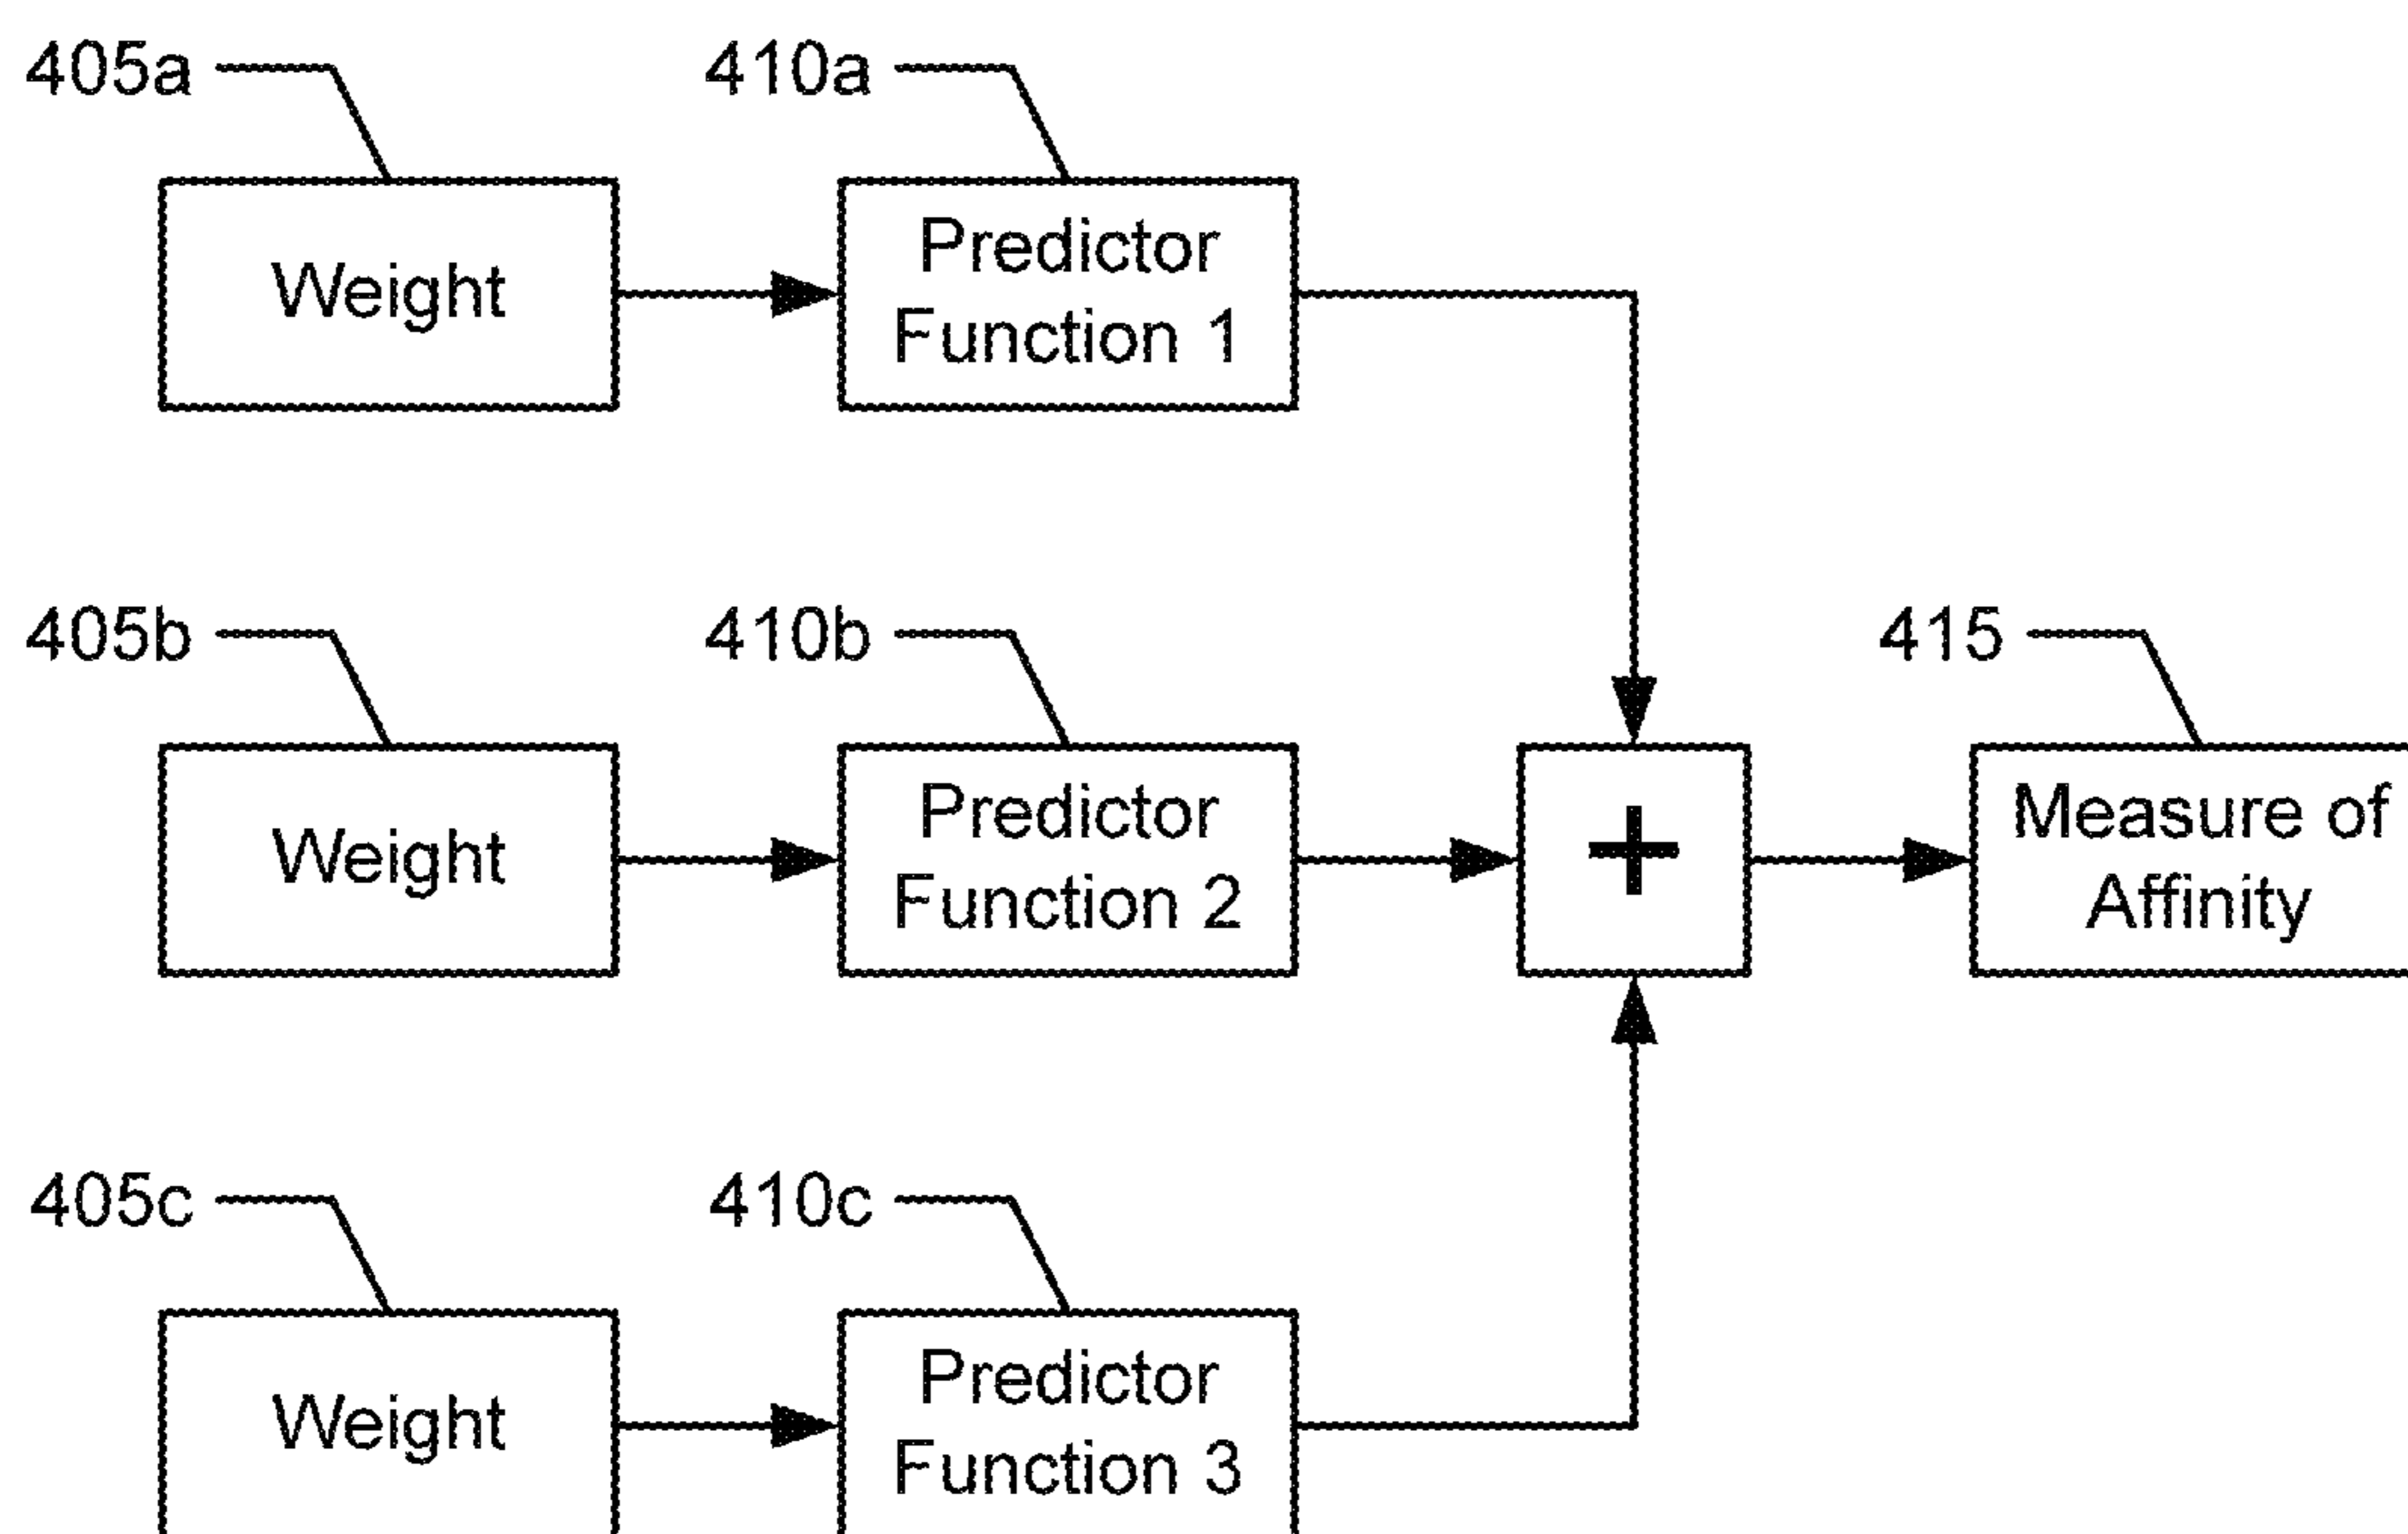 405a
410a
Weight
Predictor
Function 1
405b
410b
415
Weight
Predictor
Function 2
+
Measure of
Affinity
405c
410c
Weight
Predictor
Function 3